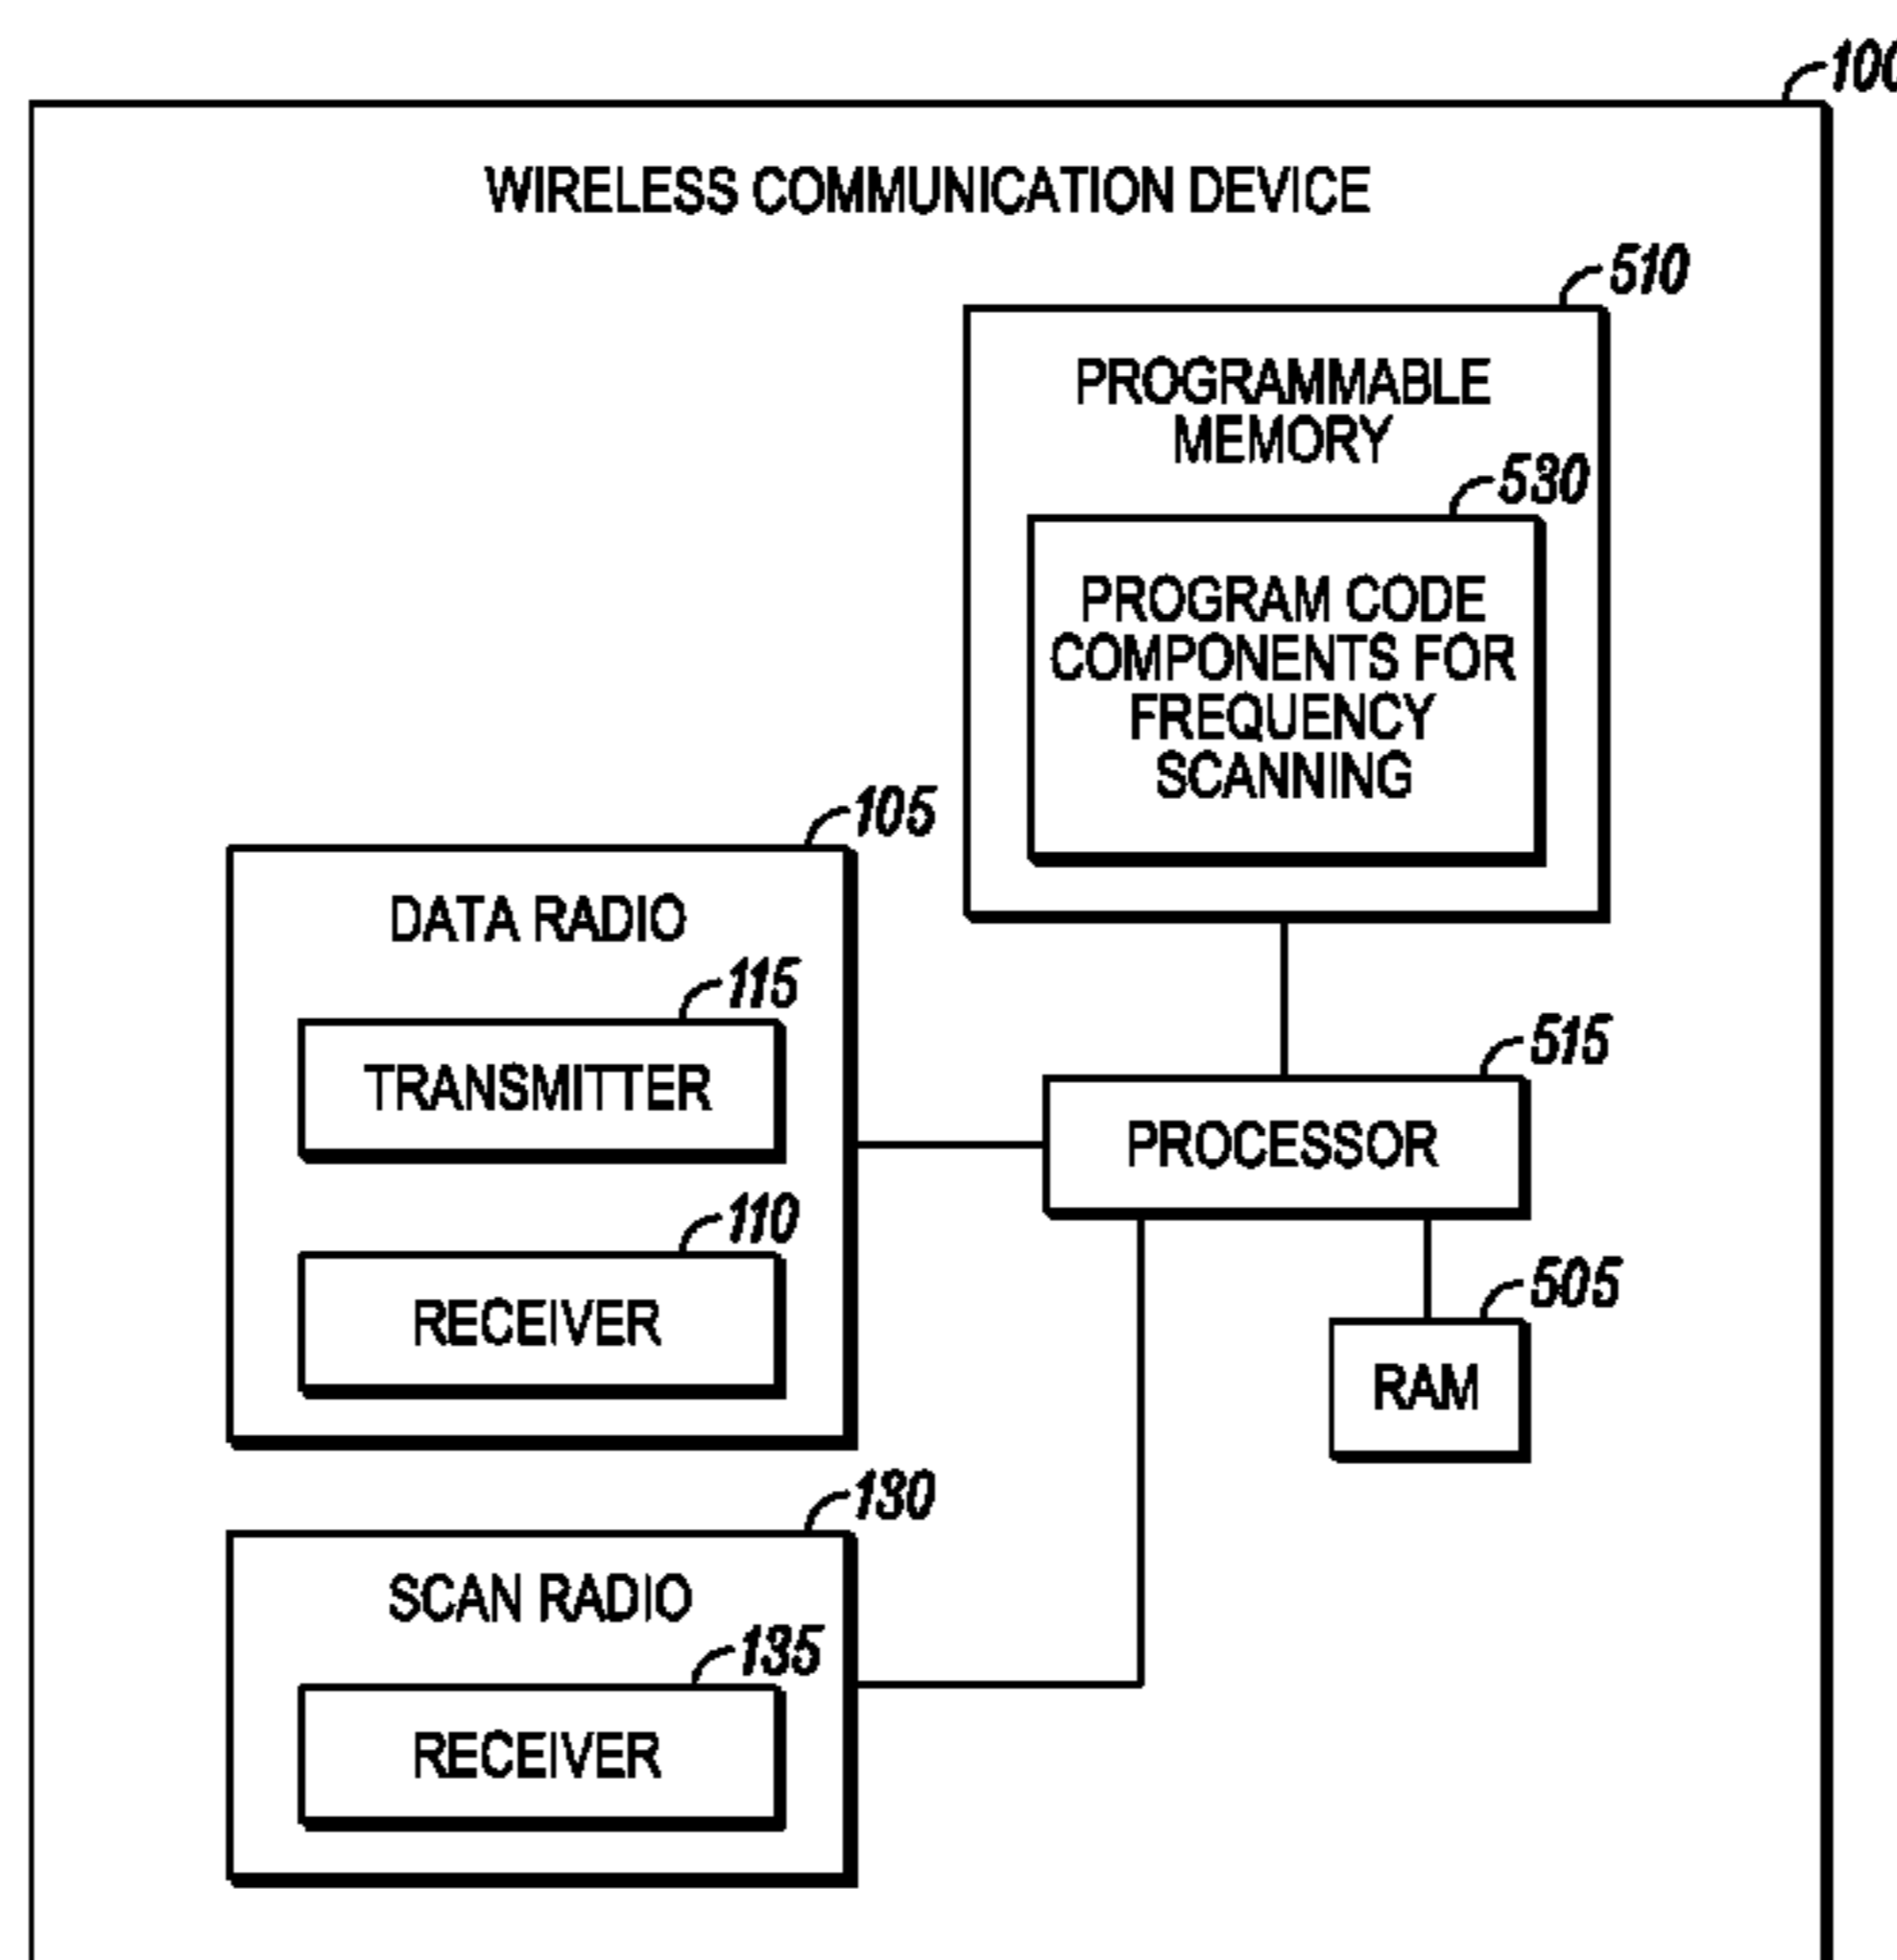 100
WIRELESS COMMUNICATION DEVICE
510
PROGRAMMABLE
MEMORY
530
PROGRAM CODE
COMPONENTS FOR
FREQUENCY
SCANNING
105
DATA RADIO
115
TRANSMITTER
515
PROCESSOR
110
RECEIVER
505
RAM
130
SCAN RADIO
135
RECEIVER